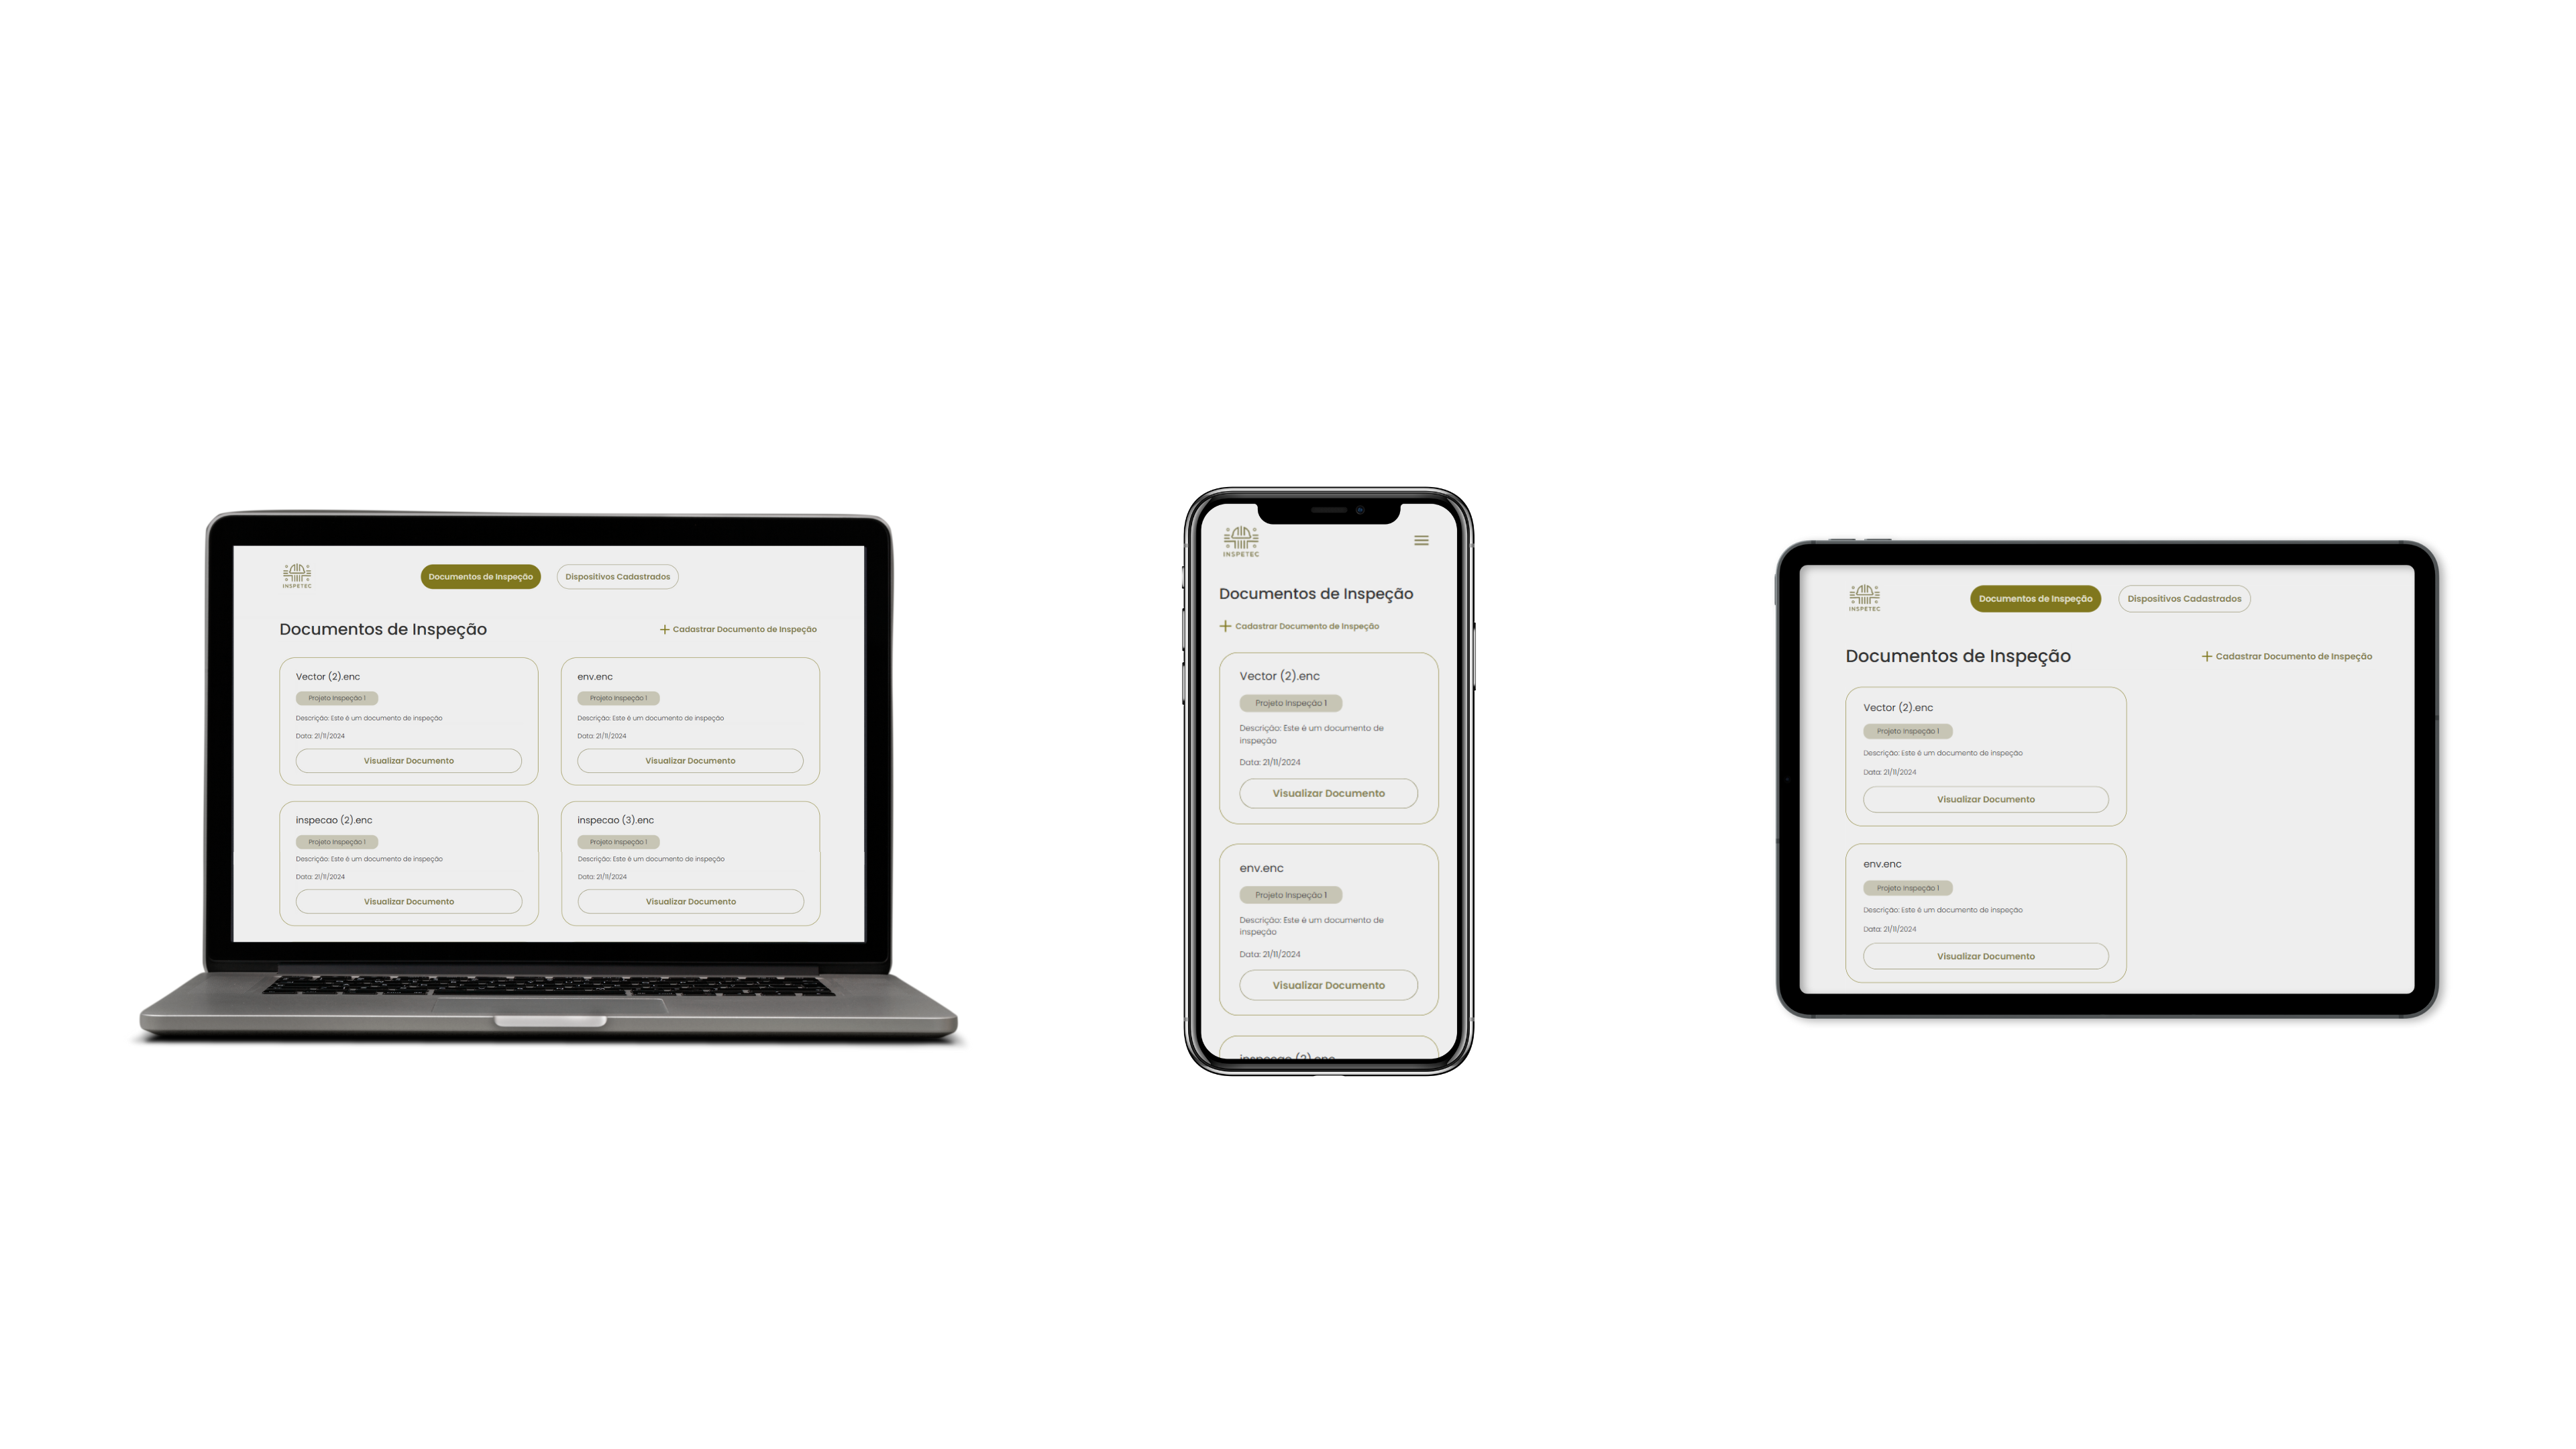 INSPETEC
Documentos de Inspeção
Dispositivos Cadastrados
Documentos de Inspeção
+ Cadastrar Documento de Inspeção
Vector (2).enc
Projeto Inspeção 1
Descrição: Este é um documento de inspeção
Data: 21/11/2024
Visualizar Documento
env.enc
Projeto Inspeção 1
Descrição: Este é um documento de inspeção
Data: 21/11/2024
Visualizar Documento
inspecao (2).enc
Projeto Inspeção 1
Descrição: Este é um documento de inspeção
Data: 21/11/2024
Visualizar Documento
inspecao (3).enc
Projeto Inspeção 1
Descrição: Este é um documento de inspeção
Data: 21/11/2024
Visualizar Documento
INSPETEC
Documentos de Inspeção
+ Cadastrar Documento de Inspeção
Vector (2).enc
Projeto Inspeção 1
Descrição: Este é um documento de
inspeção
Data: 21/11/2024
Visualizar Documento
env.enc
Projeto Inspeção 1
Descrição: Este é um documento de
inspeção
Data: 21/11/2024
Visualizar Documento
inspecao (2).enc
INSPETEC
Documentos de Inspeção
Dispositivos Cadastrados
Documentos de Inspeção
+ Cadastrar Documento de Inspeção
Vector (2).enc
Projeto Inspeção 1
Descrição: Este é um documento de inspeção
Data: 21/11/2024
Visualizar Documento
env.enc
Projeto Inspeção 1
Descrição: Este é um documento de inspeção
Data: 21/11/2024
Visualizar Documento